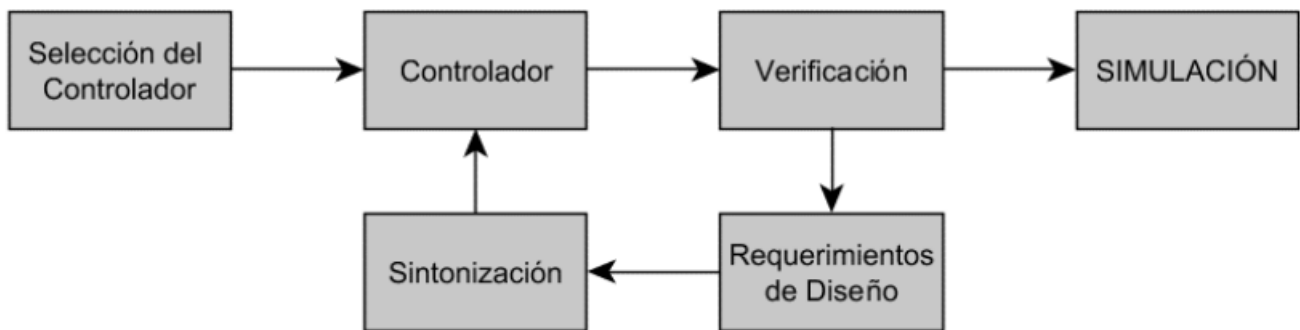 Selección del
Controlador
Controlador
Verificación
SIMULACIÓN
Sintonización
Requerimientos
de Diseño